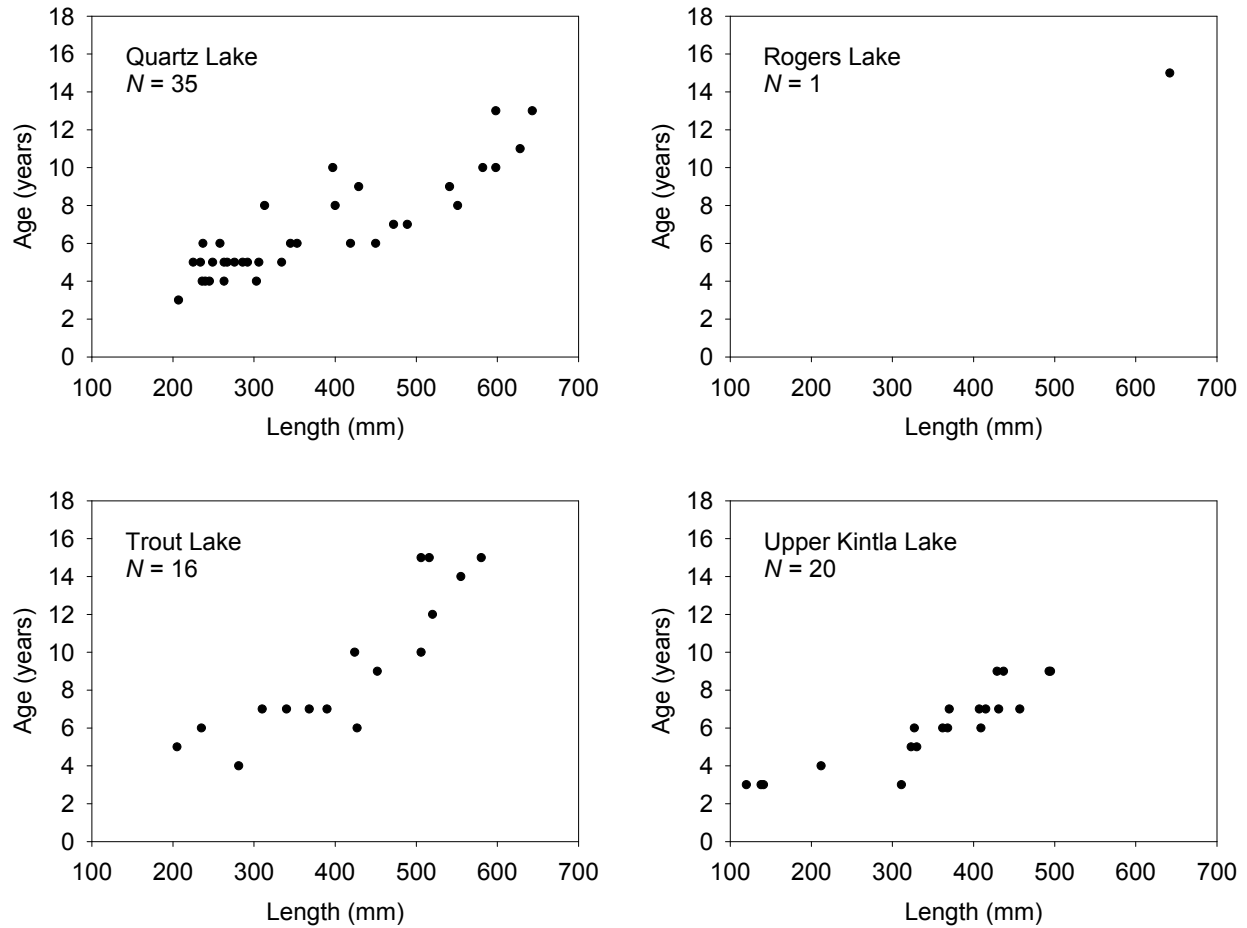 18
16
14
12
10
8
6
4
2
0
Age (years)
Quartz Lake
N = 35
100 200 300 400 500 600 700
Length (mm)
18
16
14
12
10
8
6
4
2
0
Age (years)
Rogers Lake
N = 1
100 200 300 400 500 600 700
Length (mm)
18
16
14
12
10
8
6
4
2
0
Age (years)
Trout Lake
N = 16
100 200 300 400 500 600 700
Length (mm)
18
16
14
12
10
8
6
4
2
0
Age (years)
Upper Kintla Lake
N = 20
100 200 300 400 500 600 700
Length (mm)